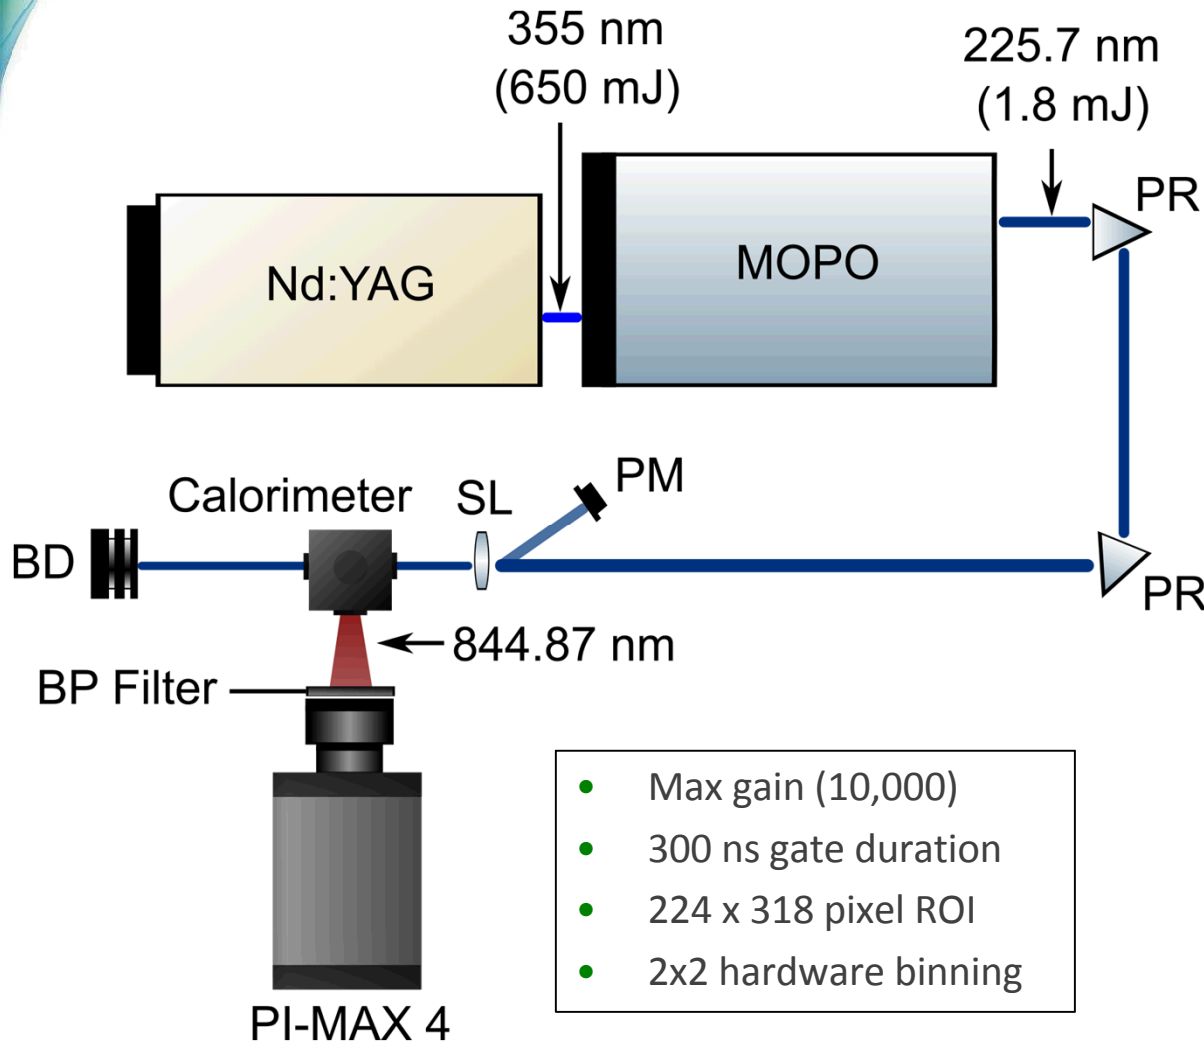 355 nm
(650 mJ)
225.7 nm
(1.8 mJ)
PR
Nd:YAG
MOPO
Calorimeter
SL
PM
BD
PR
844.87 nm
BP Filter
• Max gain (10,000)
• 300 ns gate duration
• 224 x 318 pixel ROI
• 2x2 hardware binning
PI-MAX 4